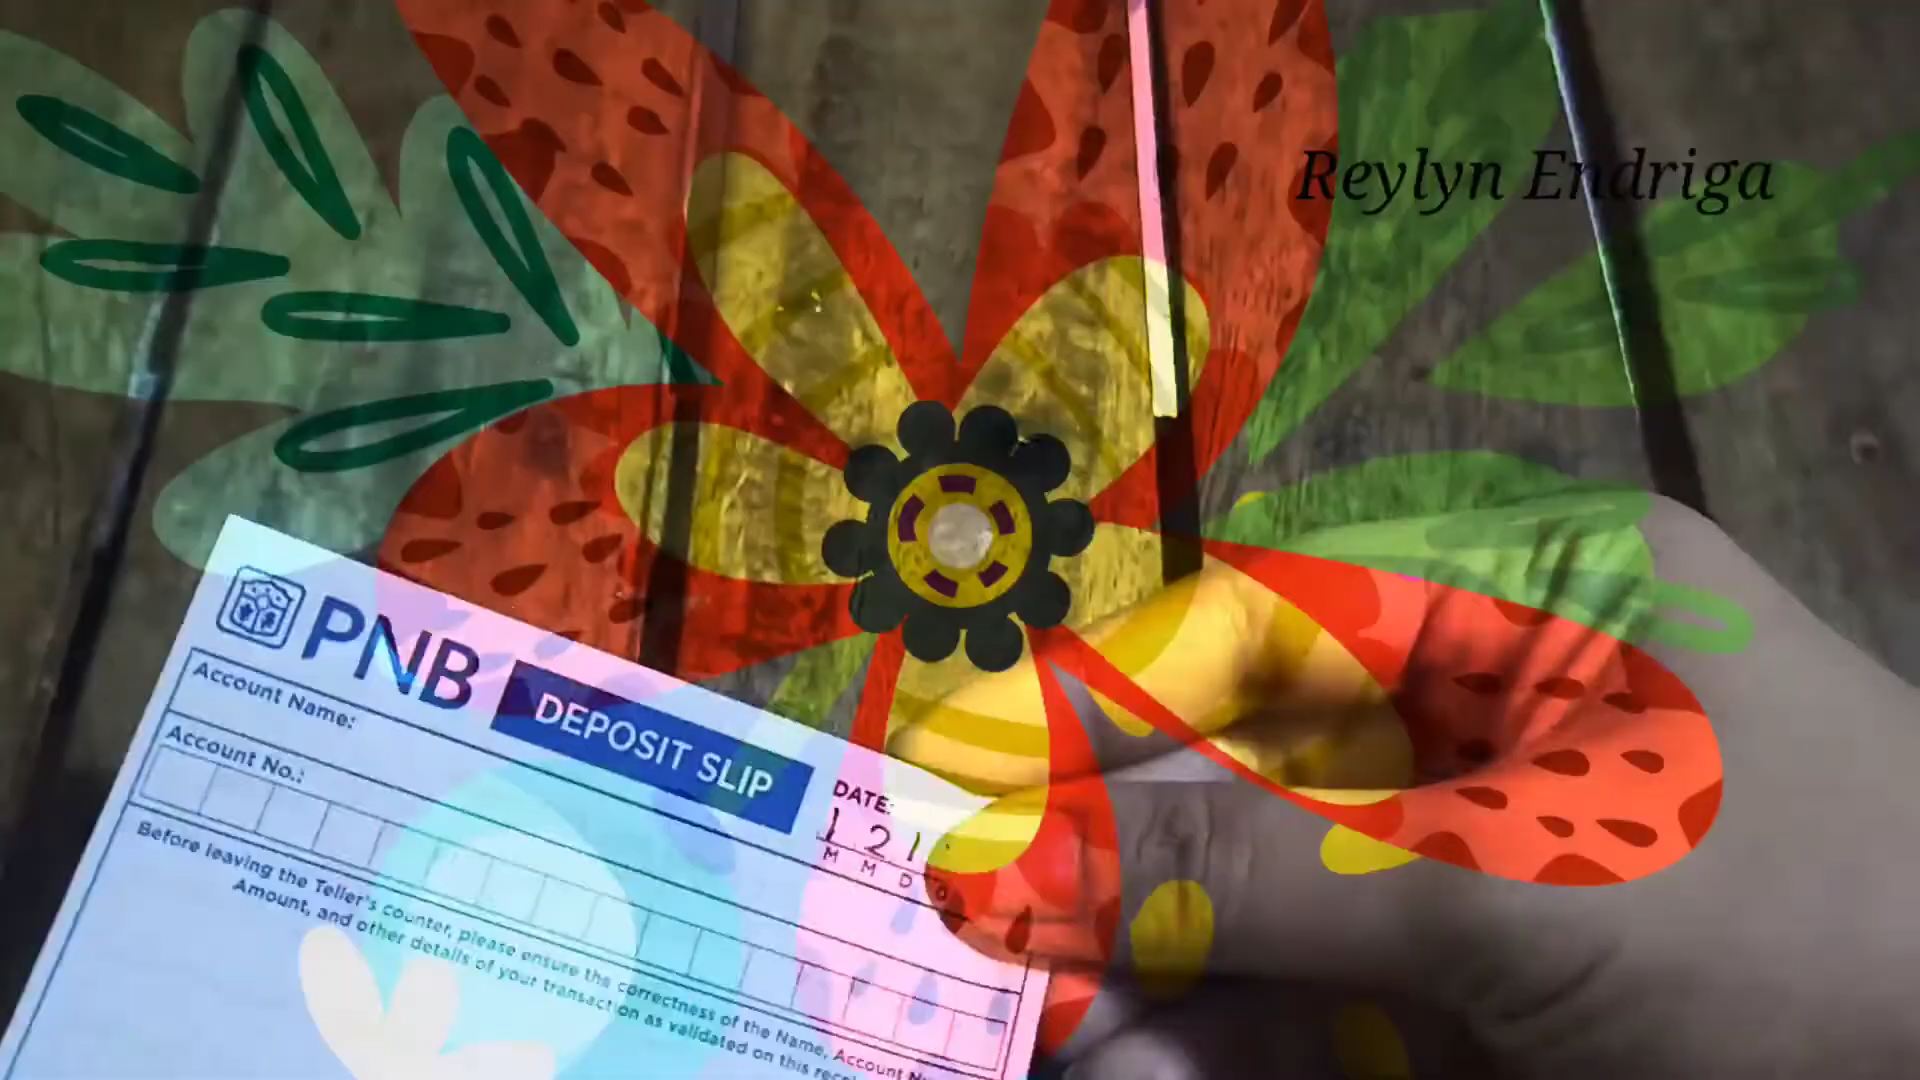 Reylyn Endriga
PNB
DEPOSIT SLIP
Account Name:
DATE:
1 2 1
M M D D
Account No.:
Before leaving the Teller's counter, please ensure the correctness of the Name, Account
Amount, and other details of your transaction as validated on this